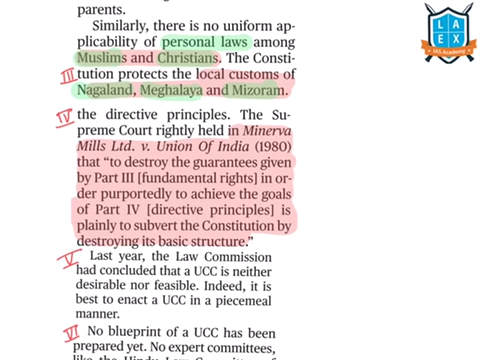 parents.
Similarly, there is no uniform ap-
plicability of personal laws among
Muslims and Christians. The Consti-
III tution protects the local customs of
Nagaland, Meghalaya and Mizoram.
IV the directive principles. The Su-
preme Court rightly held in Minerva
Mills Ltd. v. Union Of India (1980)
that “to destroy the guarantees given
by Part III [fundamental rights] in or-
der purportedly to achieve the goals
of Part IV [directive principles] is
plainly to subvert the Constitution by
destroying its basic structure.”
V Last year, the Law Commission
had concluded that a UCC is neither
desirable nor feasible. Indeed, it is
best to enact a UCC in a piecemeal
manner.
VI No blueprint of a UCC has been
prepared yet. No expert committees,
like the Hindu Law Committee of
L A
E X
IAS Academy